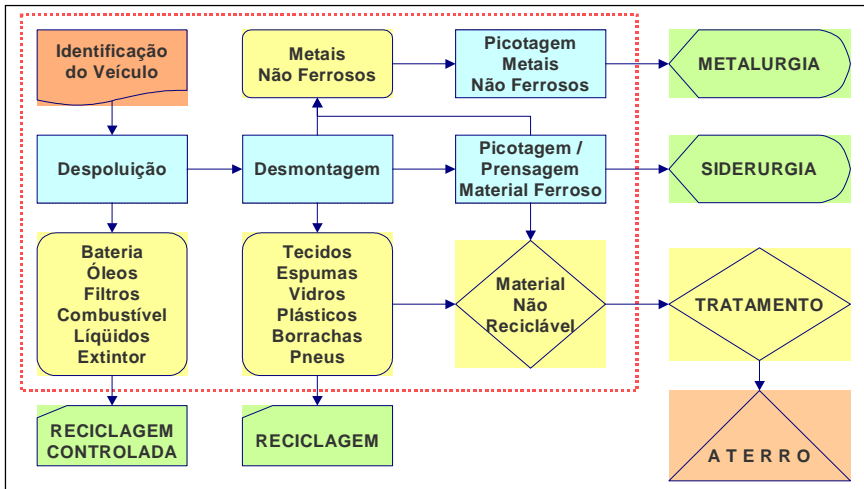 Identificação
do Veículo
Metais
Não Ferrosos
Picotagem
Metais
Não Ferrosos
METALURGIA
Despoluição
Desmontagem
Picotagem /
Prensagem
Material Ferroso
SIDERURGIA
Bateria
Óleos
Filtros
Combustível
Líqüidos
Extintor
Tecidos
Espumas
Vidros
Plásticos
Borrachas
Pneus
Material
Não
Reciclável
TRATAMENTO
RECICLAGEM
CONTROLADA
RECICLAGEM
A T E R R O